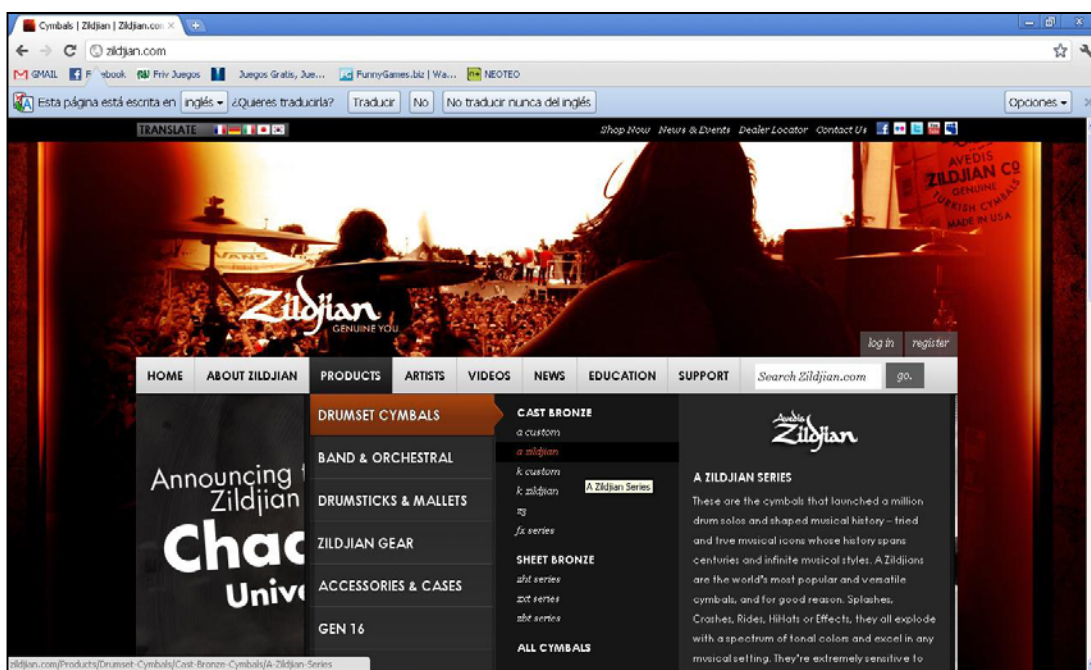 Cymbals | Zildjian | Zildjian.con
zildjian.com
GMAIL Facebook Friv Juegos Juegos Gratis, Jue... FunnyGames.biz | Wa... NEOTEO
Esta página está escrita en inglés ¿Quieres traducirla? Traducir No No traducir nunca del inglés Opciones
TRANSLATE Shop Now News & Events Dealer Locator Contact Us
AVEDIS
ZILDJIAN CO
GENUINE
TURKISH CYMBALS
MADE IN USA
VANS
Zildjian
GENUINE YOU
log in register
HOME ABOUT ZILDJIAN PRODUCTS ARTISTS VIDEOS NEWS EDUCATION SUPPORT Search Zildjian.com go.
Announcing
Zildjian
Chad
Unive
DRUMSET CYMBALS
BAND & ORCHESTRAL
DRUMSTICKS & MALLETS
ZILDJIAN GEAR
ACCESSORIES & CASES
GEN 16
CAST BRONZE
a custom
a zildjian
k custom
k zildjian
A Zildjian Series
z3
fx series
SHEET BRONZE
zht series
zxt series
zbt series
ALL CYMBALS
Avedis
Zildjian
A ZILDJIAN SERIES
These are the cymbals that launched a million
drum solos and shaped musical history – tried
and true musical icons whose history spans
centuries and infinite musical styles. A Zildjians
are the world's most popular and versatile
cymbals, and for good reason. Splashes,
Crashes, Rides, HiHats or Effects, they all explode
with a spectrum of tonal colors and excel in any
musical setting. They're extremely sensitive to
zildjian.com/Products/Drumset-Cymbals/Cast-Bronze-Cymbals/A-Zildjian-Series